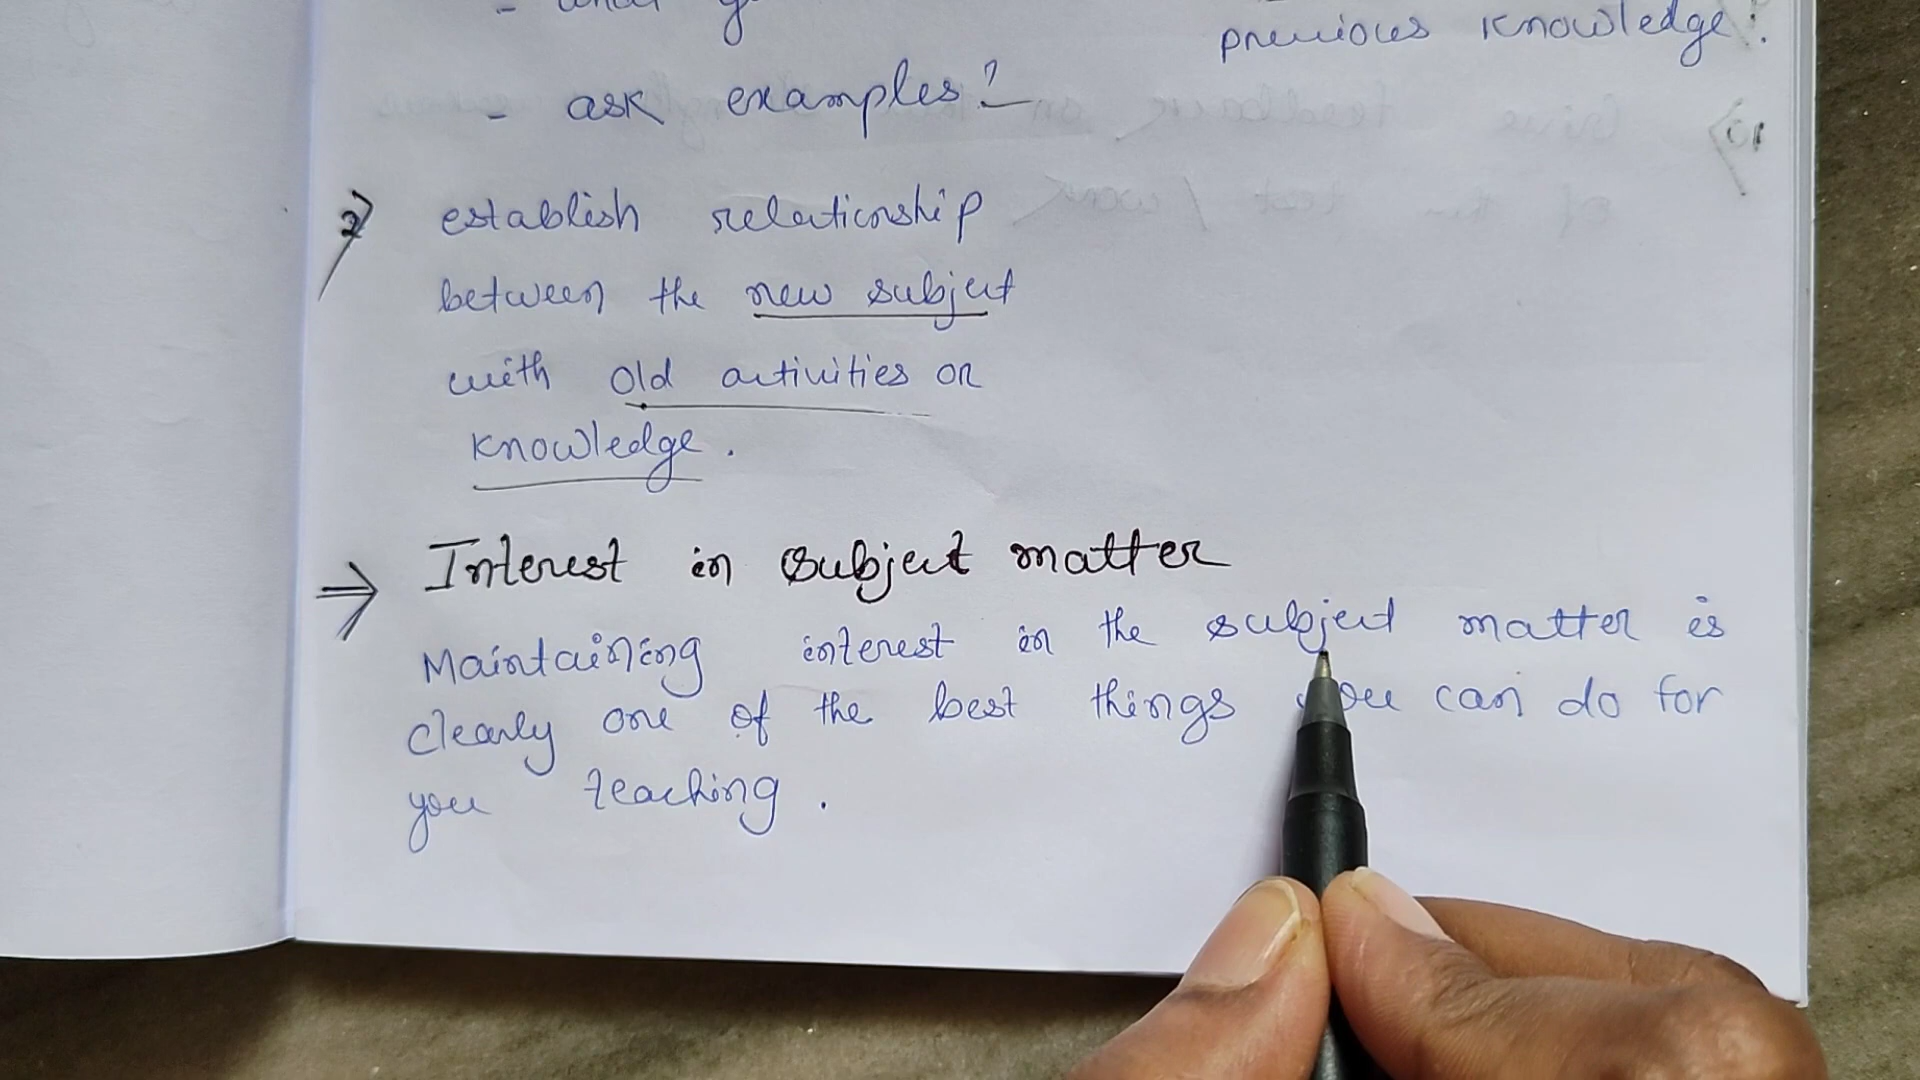 previous knowledge?
- ask examples?
2) establish relationship
between the new subject
with old activities or
knowledge.
⇒ Interest in subject matter
Maintaining interest in the subject matter is
clearly one of the best things you can do for
you teaching.